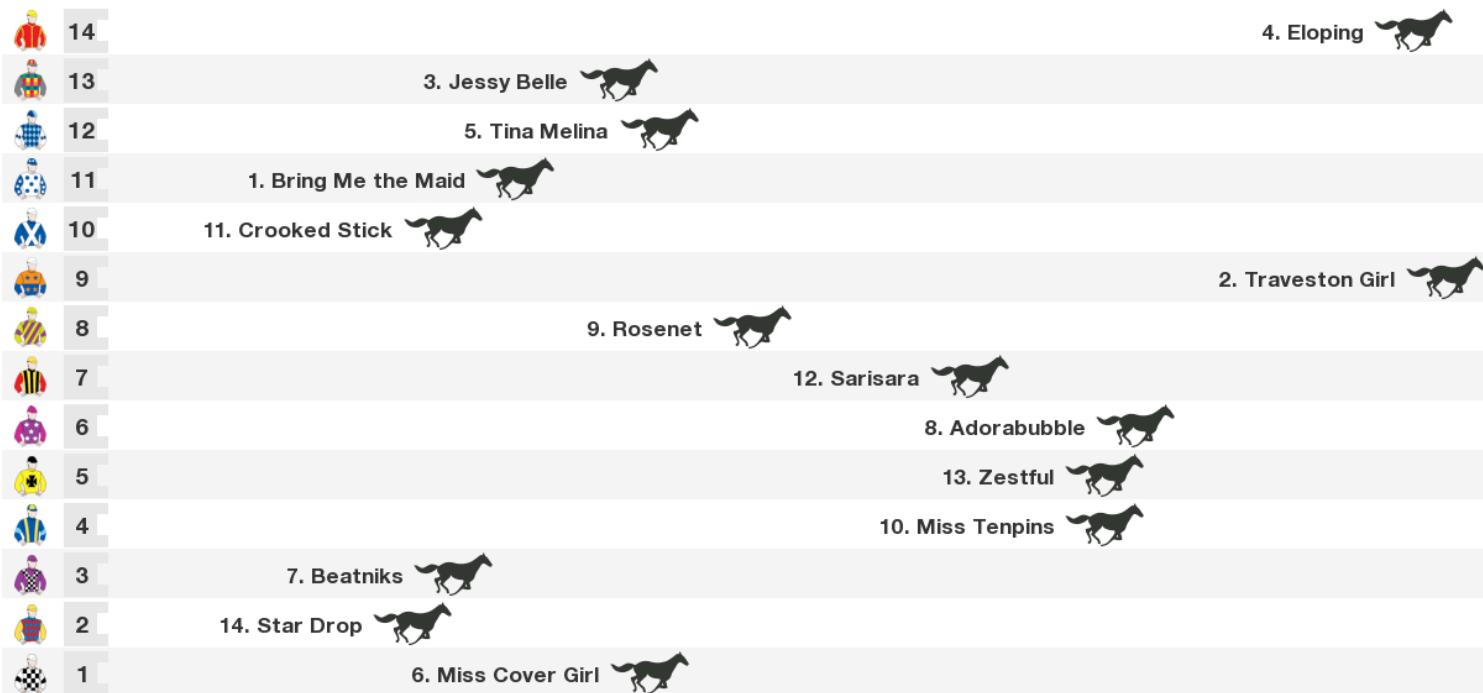 14 4. Eloping
13 3. Jessy Belle
12 5. Tina Melina
11 1. Bring Me the Maid
10 11. Crooked Stick
9 2. Traveston Girl
8 9. Rosenet
7 12. Sarisara
6 8. Adorabubble
5 13. Zestful
4 10. Miss Tenpins
3 7. Beatniks
2 14. Star Drop
1 6. Miss Cover Girl